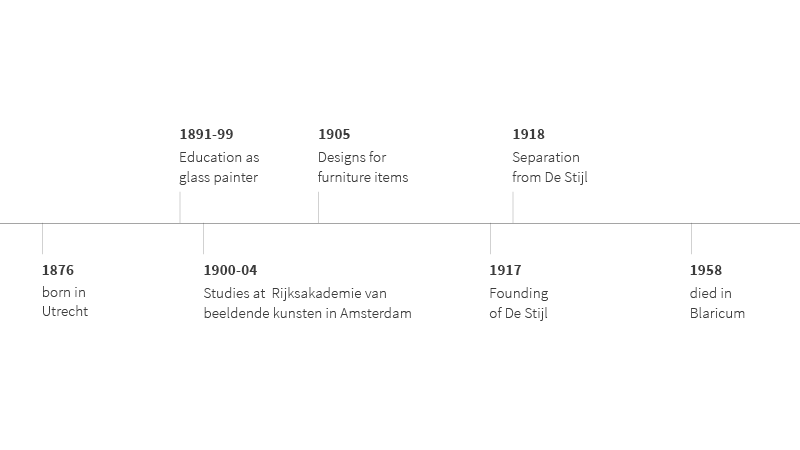 1891-99
Education as
glass painter
1905
Designs for
furniture items
1918
Separation
from De Stijl
1876
born in
Utrecht
1900-04
Studies at  Rijksakademie van
beeldende kunsten in Amsterdam
1917
Founding
of De Stijl
1958
died in
Blaricum